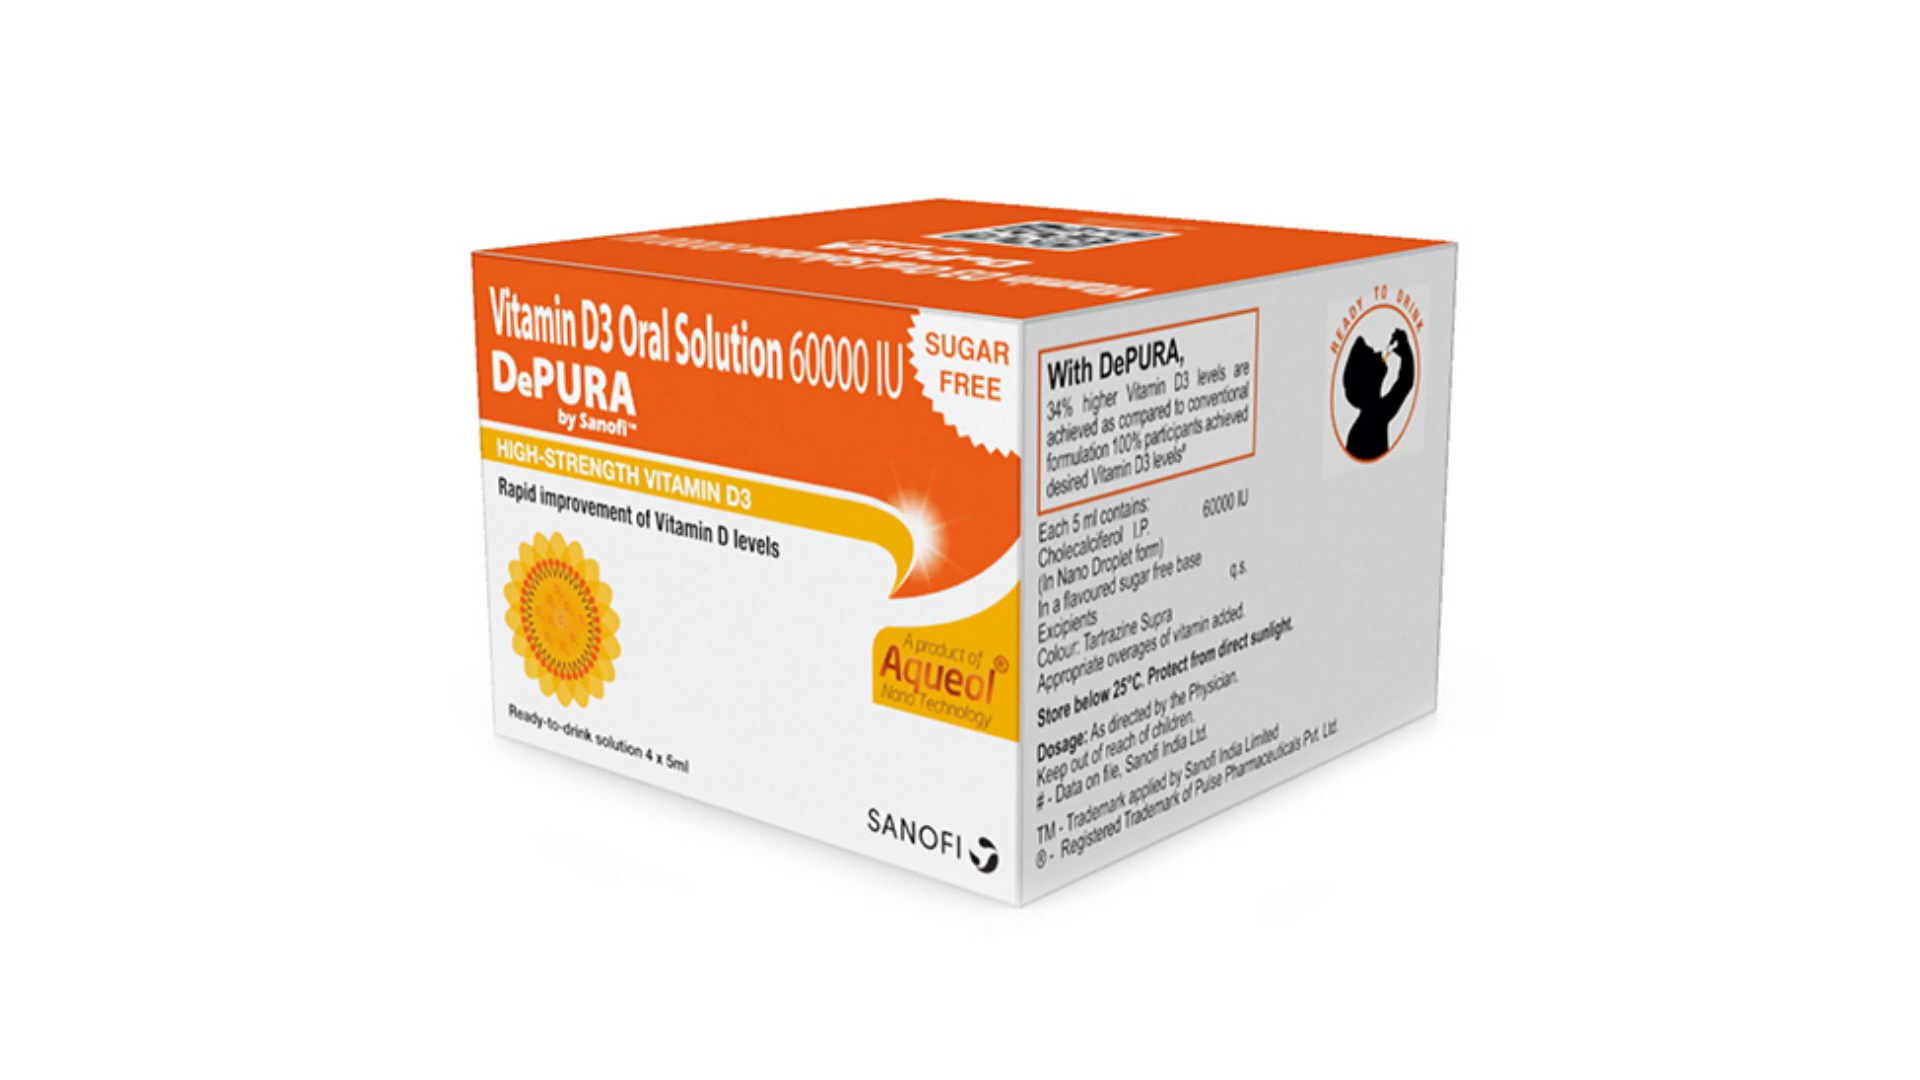 Vitamin D3 Oral Solution 60000 IU
DePURA
by Sanofi™
SUGAR
FREE
HIGH-STRENGTH VITAMIN D3
Rapid improvement of Vitamin D levels
A product of
Aqueol®
Nano Technology
Ready-to-drink solution 4 x 5ml
SANOFI
Vitamin D3 Oral Solution
DePURA
With DePURA,
34% higher Vitamin D3 levels are
achieved as compared to conventional
formulation 100% participants achieved
desired Vitamin D3 levels#
READY TO DRINK
Each 5 ml contains:
Cholecalciferol I.P. 60000 IU
(In Nano Droplet form)
In a flavoured sugar free base
Excipients q.s.
Colour: Tartrazine Supra
Appropriate overages of vitamin added.
Store below 25°C. Protect from direct sunlight.
Dosage: As directed by the Physician.
Keep out of reach of children.
# - Data on file, Sanofi India Ltd.
TM - Trademark applied by Sanofi India Limited
® - Registered Trademark of Pulse Pharmaceuticals Pvt. Ltd.